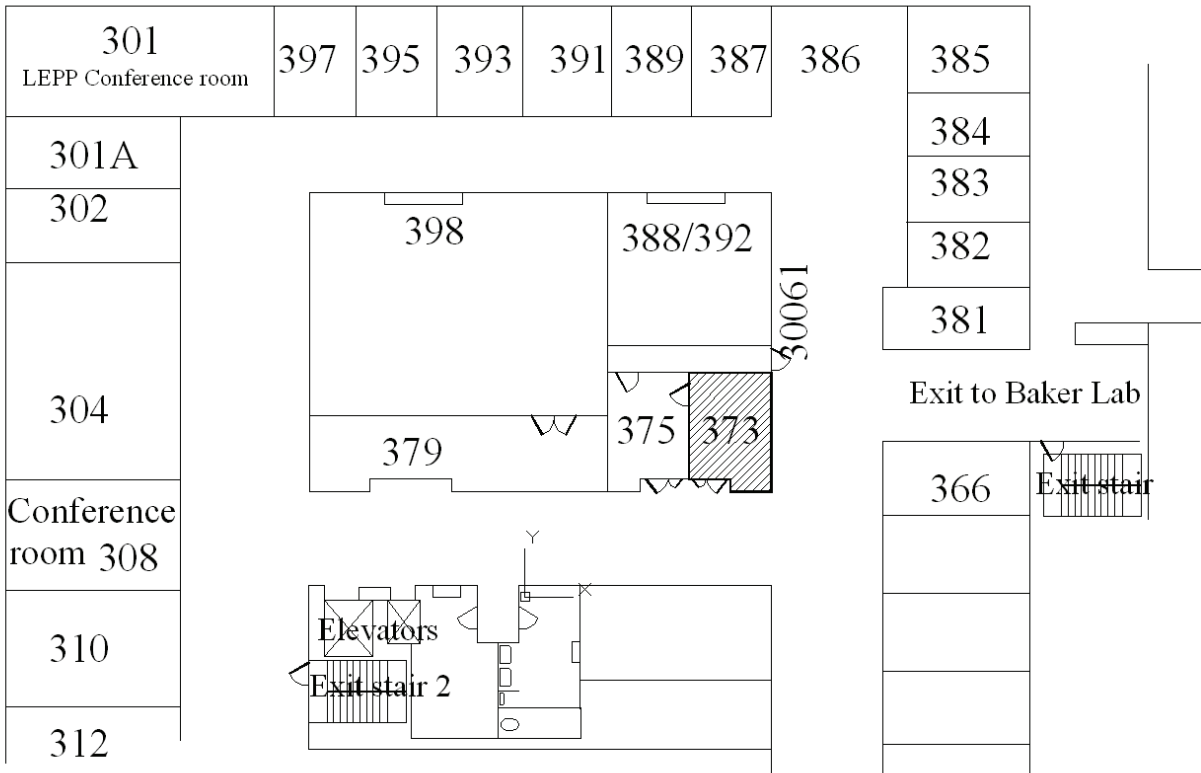 301
LEPP Conference room
397
395
393
391
389
387
386
385
301A
384
302
383
398
388/392
382
30061
381
Exit to Baker Lab
304
379
375
373
366
Exit stair
Conference
room 308
Y
X
310
Elevators
Exit stair 2
312